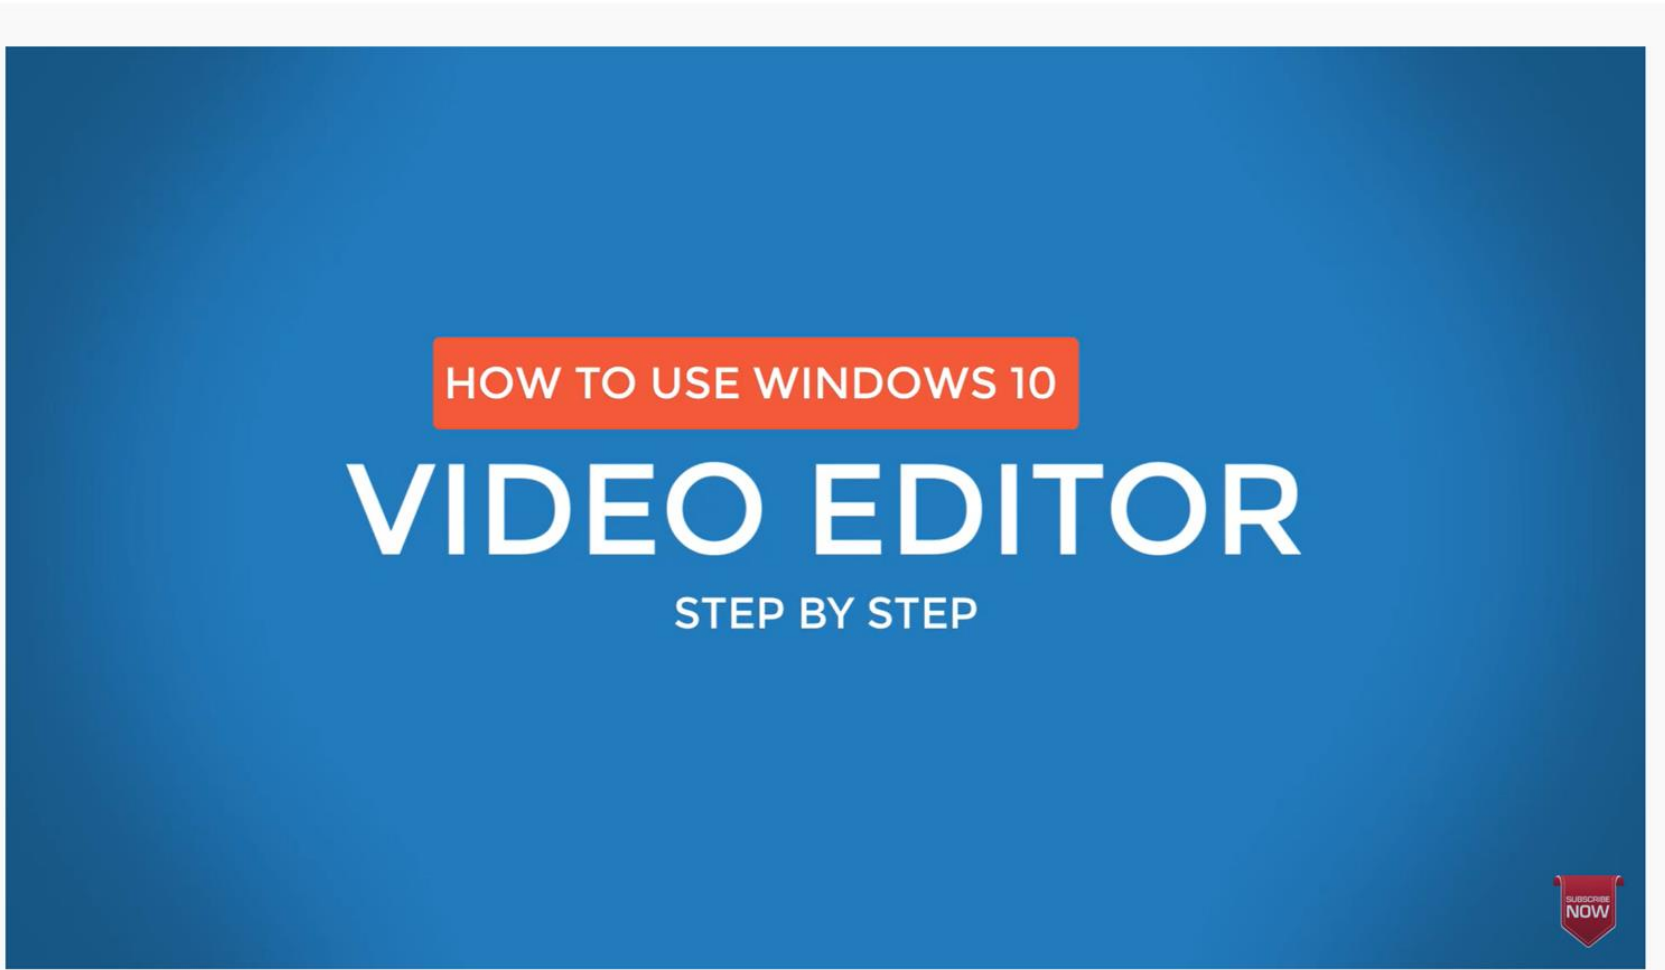 HOW TO USE WINDOWS 10
VIDEO EDITOR
STEP BY STEP
SUBSCRIBE
NOW